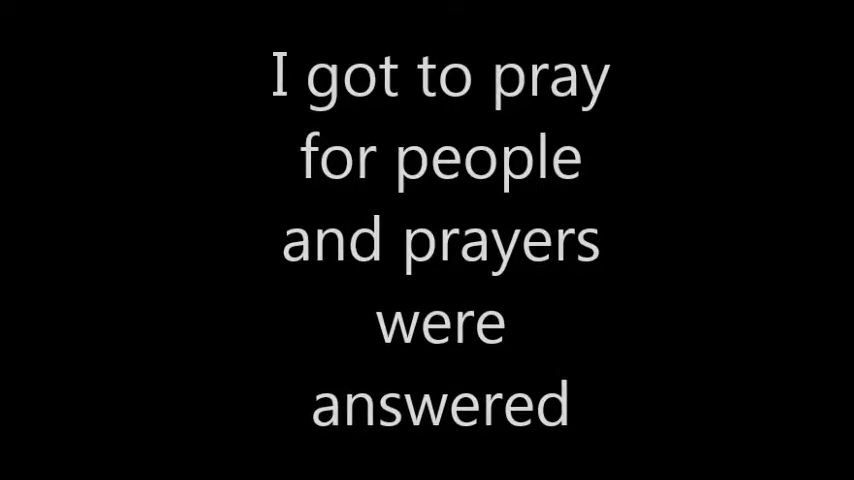 I got to pray
for people
and prayers
were
answered